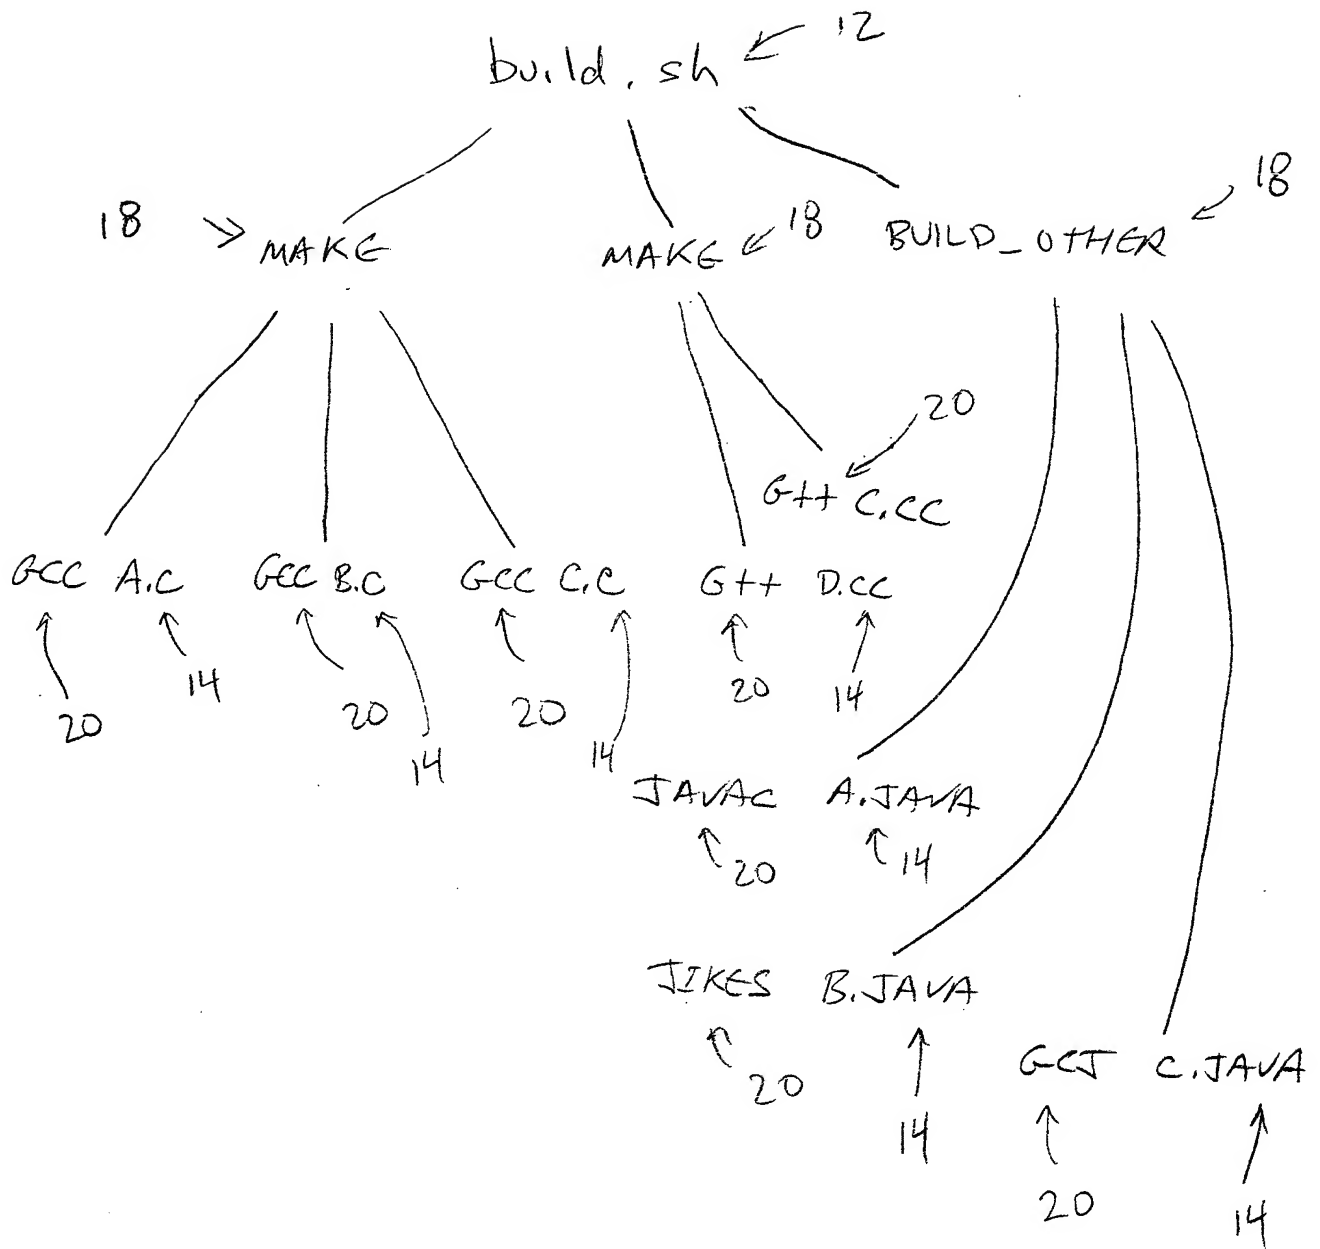 build.sh 12
18 MAKE MAKE 18 BUILD_OTHER 18
20
G++ C.CC
GCC A.C GCC B.C GCC C.C G++ D.CC
20 14 20 14 20 14 20 14
JAVAC A.JAVA
20 14
JIKES B.JAVA
20 14
GCJ C.JAVA
20 14